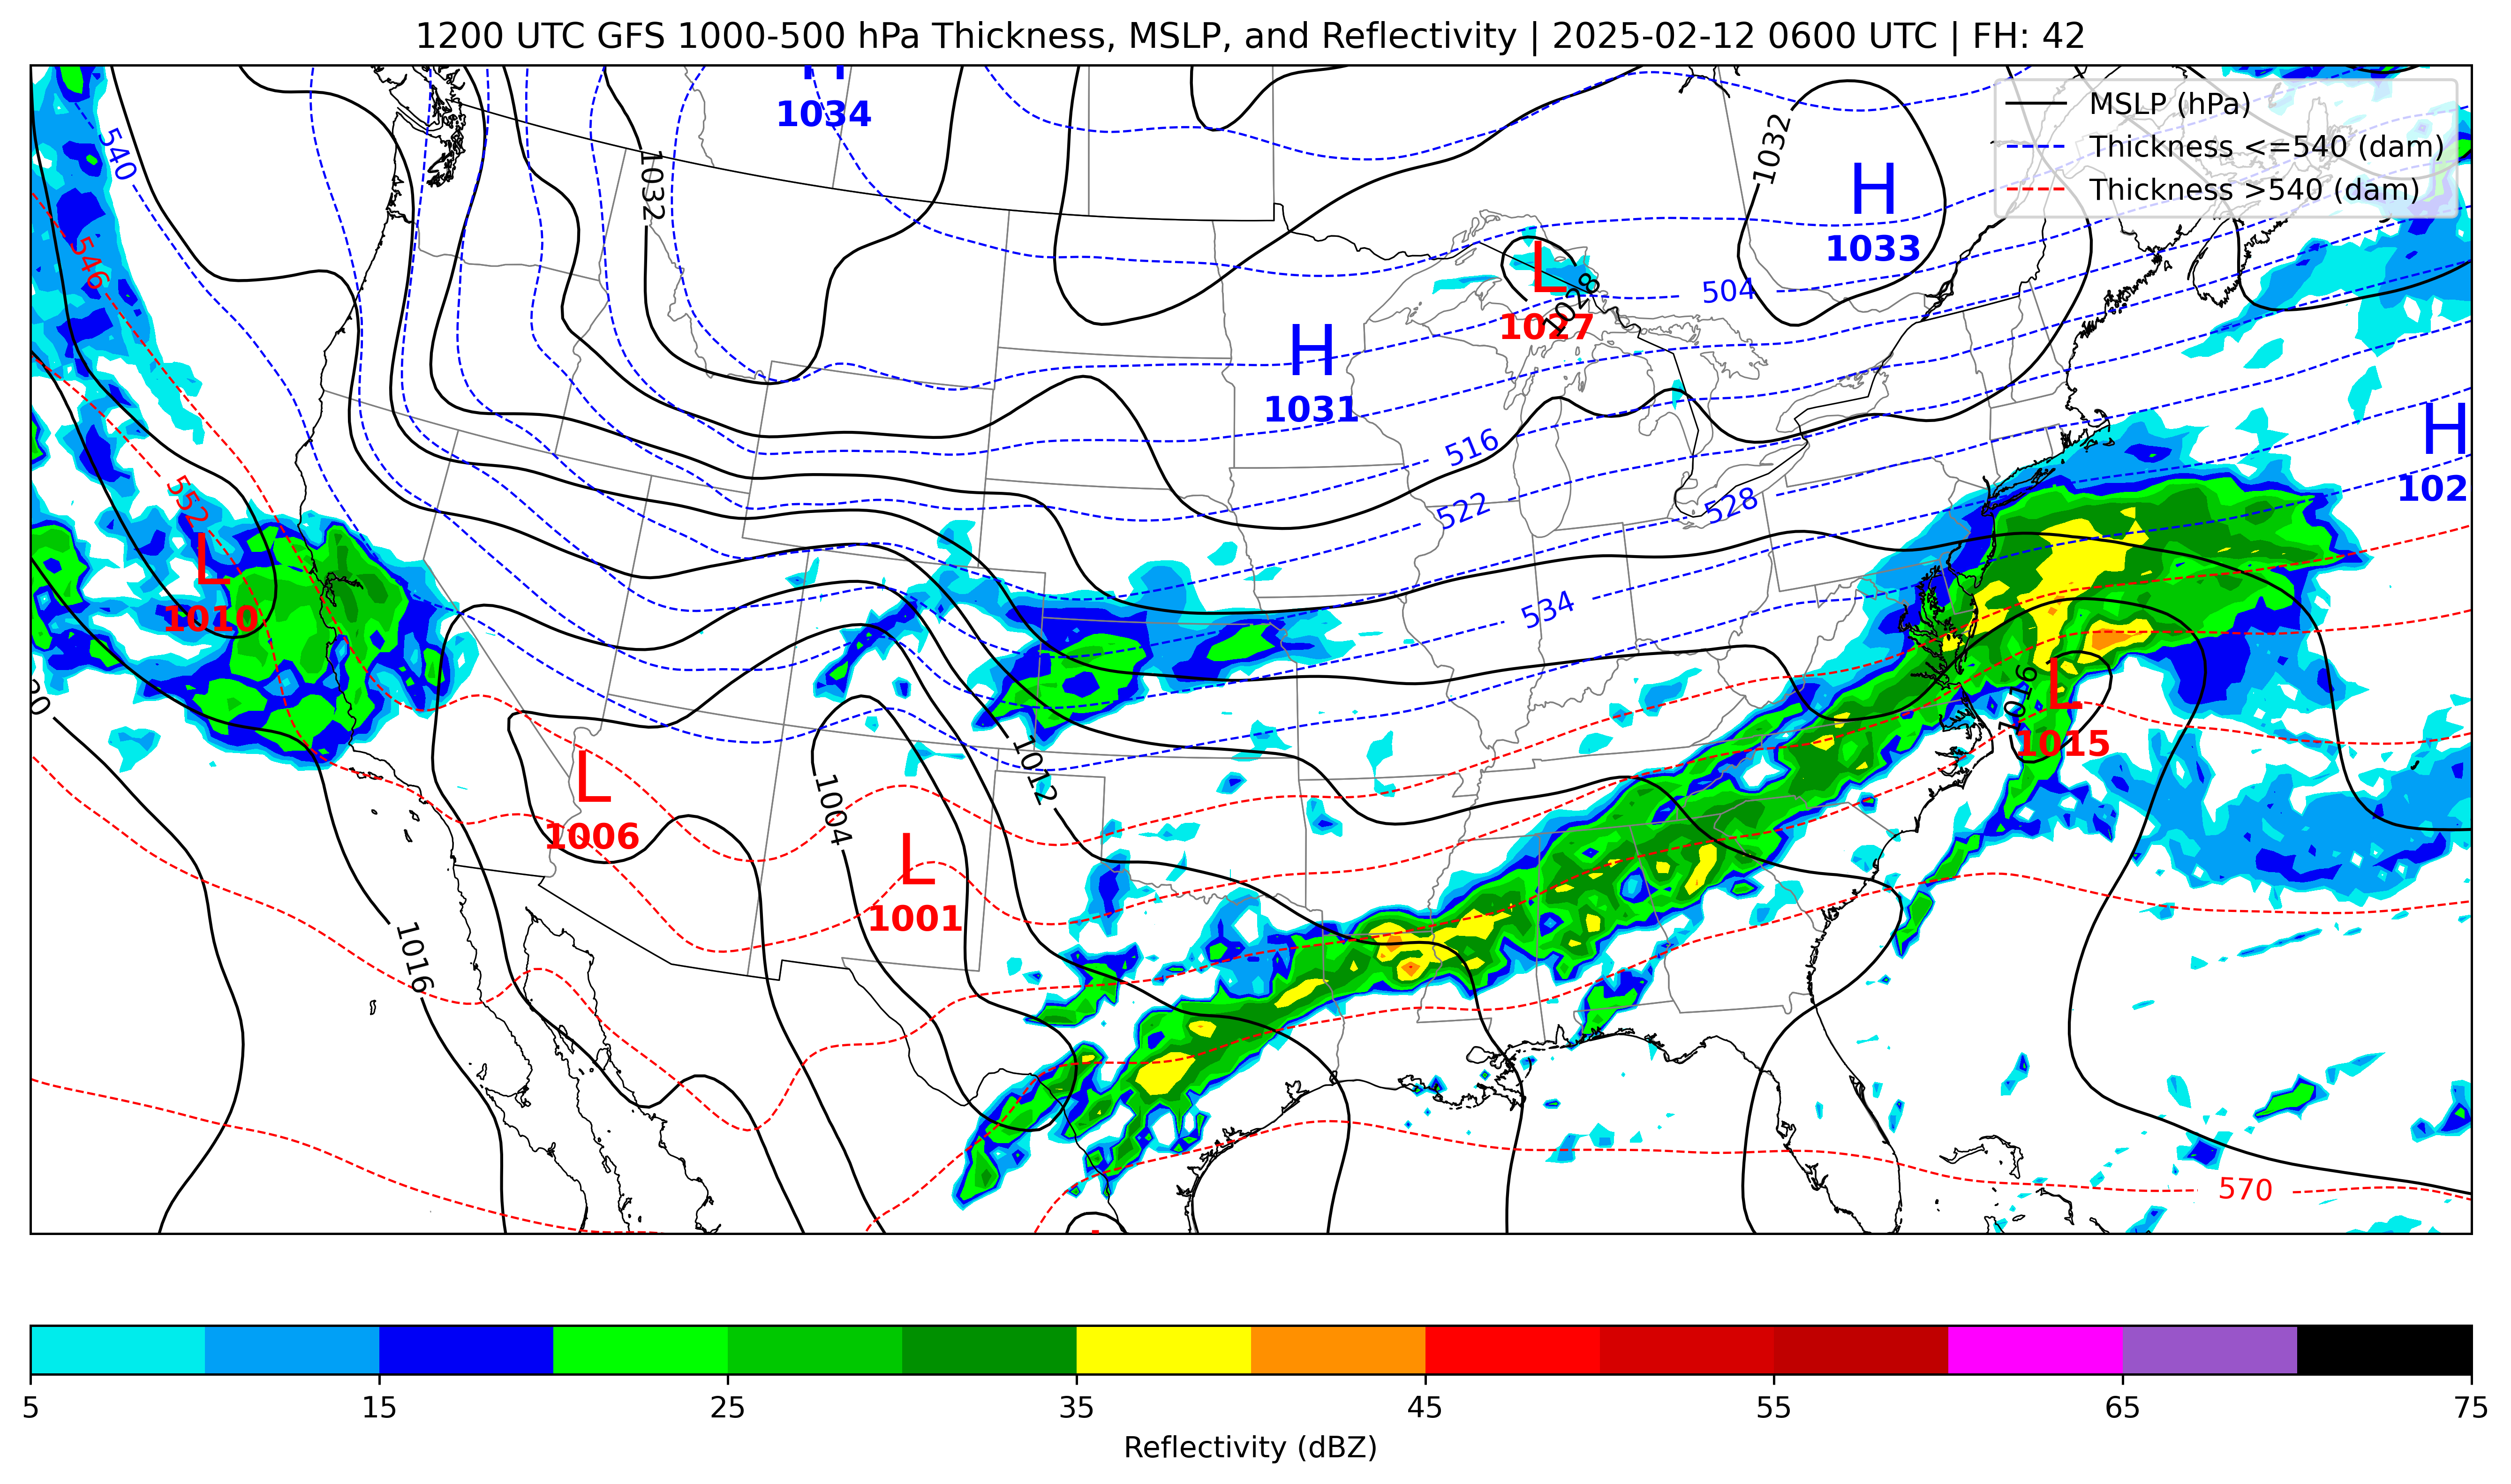 1200 UTC GFS 1000-500 hPa Thickness, MSLP, and Reflectivity | 2025-02-12 0600 UTC | FH: 42
H
1034
MSLP (hPa)
Thickness <=540 (dam)
Thickness >540 (dam)
540
1032
1032
H
1033
546
504
L
1028
1027
H
1031
H
102
516
552
522
528
L
1010
534
20
L
1016
1015
1012
L
1006
1004
L
1001
1016
570
5
15
25
35
45
55
65
75
Reflectivity (dBZ)